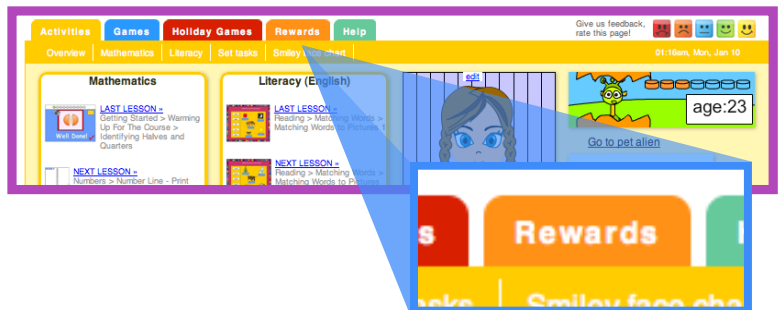 Activities Games Holiday Games Rewards Help
Give us feedback,
rate this page!
Overview Mathematics Literacy Set tasks Smiley face chart
01:16am, Mon, Jan 10
Mathematics
LAST LESSON »
Getting Started > Warming
Up For The Course >
Identifying Halves and
Quarters
Well Done!
NEXT LESSON »
Numbers > Number Line - Print
Literacy (English)
LAST LESSON »
Reading > Matching Words >
Matching Words to Pictures, 1
NEXT LESSON »
Reading > Matching Words >
Matching Words to Pictures
edit
age:23
Go to pet alien
s Rewards
asks Smiley face cha